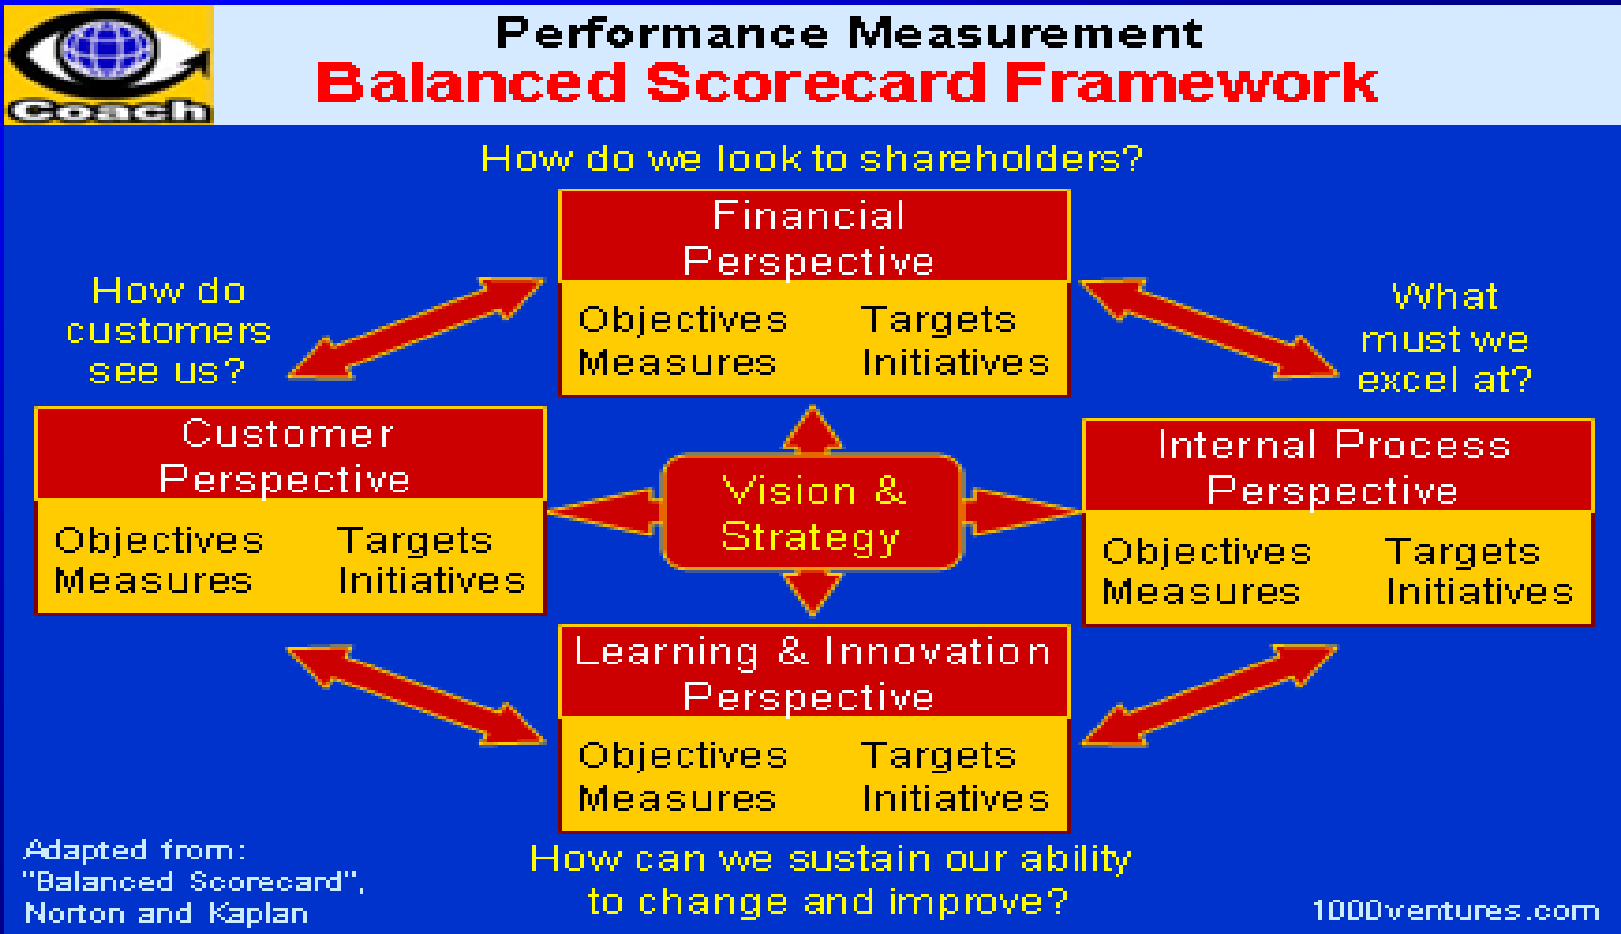 Coach
Performance Measurement
Balanced Scorecard Framework
How do we look to shareholders?
Financial
Perspective
Objectives Targets
Measures Initiatives
How do
customers
see us?
What
must we
excel at?
Customer
Perspective
Objectives Targets
Measures Initiatives
Vision &
Strategy
Internal Process
Perspective
Objectives Targets
Measures Initiatives
Learning & Innovation
Perspective
Objectives Targets
Measures Initiatives
How can we sustain our ability
to change and improve?
Adapted from:
"Balanced Scorecard",
Norton and Kaplan
1000ventures.com